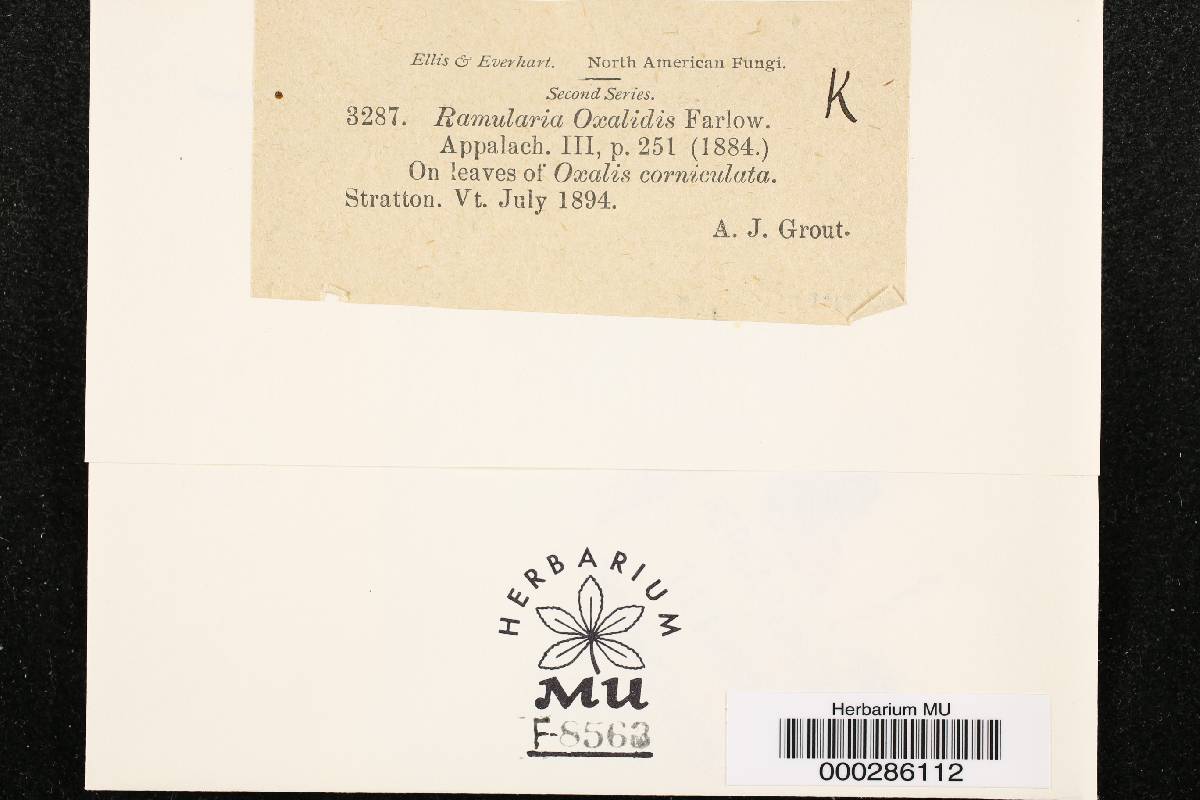 Ellis & Everhart. North American Fungi.
Second Series.
K
3287. Ramularia Oxalidis Farlow.
Appalach. III, p. 251 (1884.)
On leaves of Oxalis corniculata.
Stratton. Vt. July 1894.
A. J. Grout.
HERBARIUM
MU
F-8563
Herbarium MU
000286112